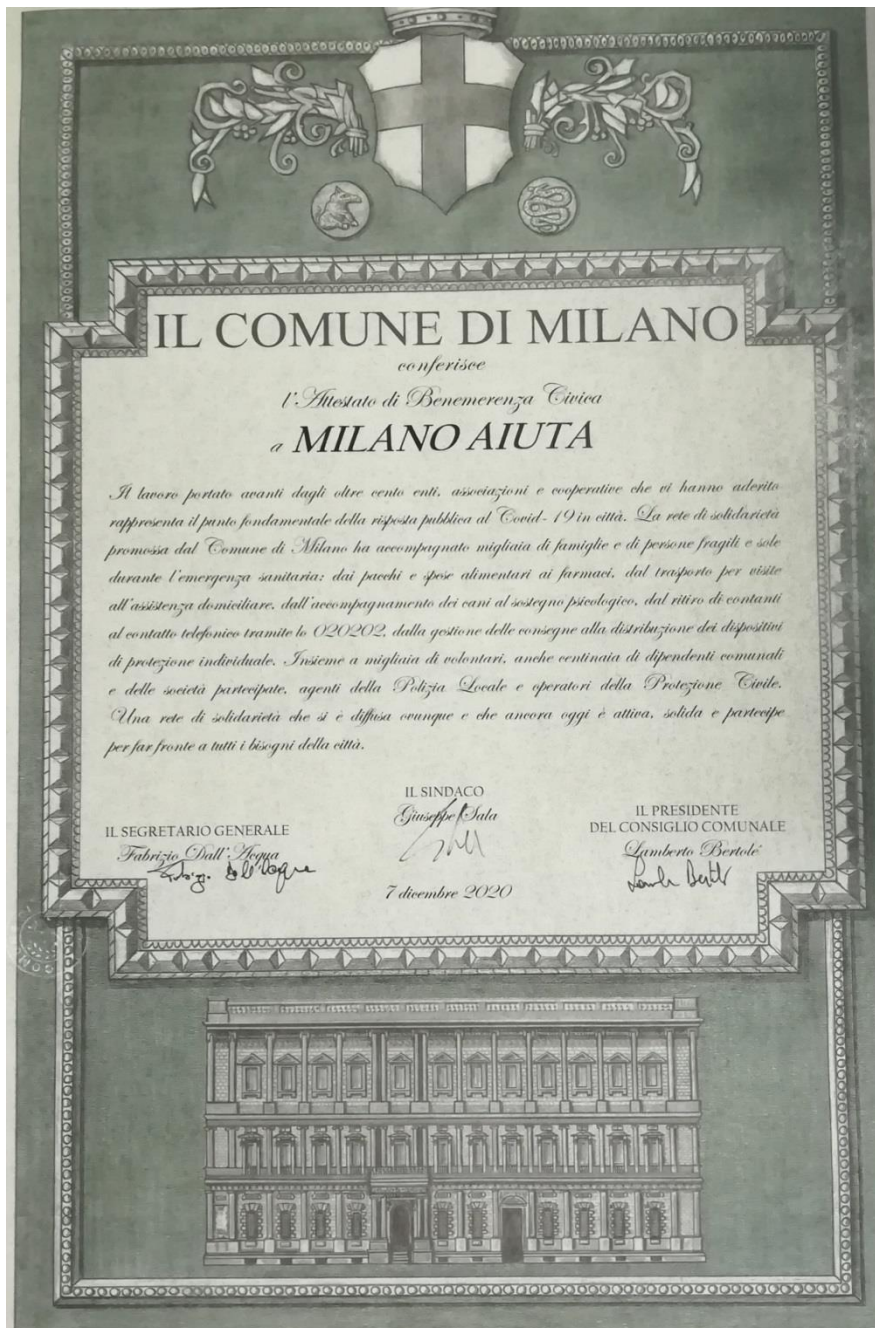 IL COMUNE DI MILANO
conferisce
l'Attestato di Benemerenza Civica
a MILANO AIUTA
Il lavoro portato avanti dagli oltre cento enti, associazioni e cooperative che vi hanno aderito
rappresenta il punto fondamentale della risposta pubblica al Covid-19 in città. La rete di solidarietà
promossa dal Comune di Milano ha accompagnato migliaia di famiglie e di persone fragili e sole
durante l'emergenza sanitaria: dai pacchi e spese alimentari ai farmaci, dal trasporto per visite
all'assistenza domiciliare, dall'accompagnamento dei cani al sostegno psicologico, dal ritiro di contanti
al contatto telefonico tramite lo 020202, dalla gestione delle consegne alla distribuzione dei dispositivi
di protezione individuale. Insieme a migliaia di volontari, anche centinaia di dipendenti comunali
e delle società partecipate, agenti della Polizia Locale e operatori della Protezione Civile.
Una rete di solidarietà che si è diffusa ovunque e che ancora oggi è attiva, solida e partecipe
per far fronte a tutti i bisogni della città.
IL SEGRETARIO GENERALE
Fabrizio Dall'Acqua
IL SINDACO
Giuseppe Sala
7 dicembre 2020
IL PRESIDENTE
DEL CONSIGLIO COMUNALE
Lamberto Bertolé